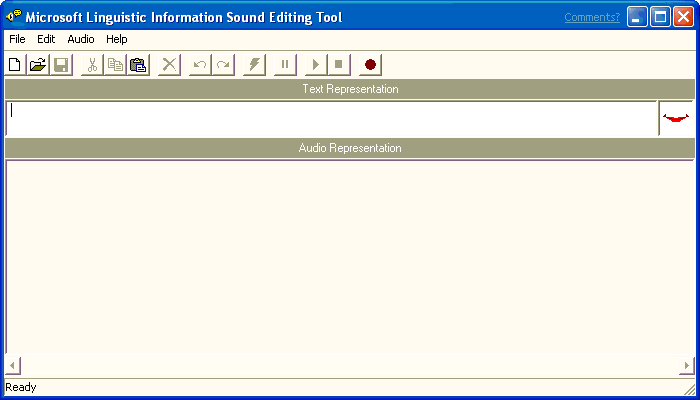 Microsoft Linguistic Information Sound Editing Tool Comments?
File Edit Audio Help
Text Representation
Audio Representation
Ready